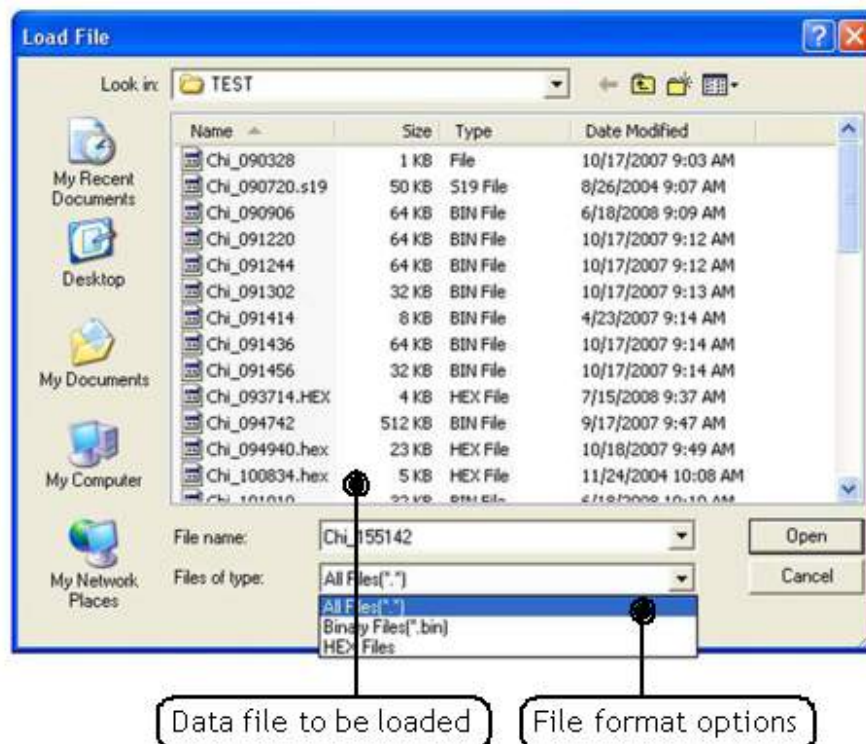 Load File
Look in: TEST
Name Size Type Date Modified
Chi_090328 1 KB File 10/17/2007 9:03 AM
Chi_090720.s19 50 KB S19 File 8/26/2004 9:07 AM
Chi_090906 64 KB BIN File 6/18/2008 9:09 AM
Chi_091220 64 KB BIN File 10/17/2007 9:12 AM
Chi_091244 64 KB BIN File 10/17/2007 9:12 AM
Chi_091302 32 KB BIN File 10/17/2007 9:13 AM
Chi_091414 8 KB BIN File 4/23/2007 9:14 AM
Chi_091436 64 KB BIN File 10/17/2007 9:14 AM
Chi_091456 32 KB BIN File 10/17/2007 9:14 AM
Chi_093714.HEX 4 KB HEX File 7/15/2008 9:37 AM
Chi_094742 512 KB BIN File 9/17/2007 9:47 AM
Chi_094940.hex 23 KB HEX File 10/18/2007 9:49 AM
Chi_100834.hex 5 KB HEX File 11/24/2004 10:08 AM
My Recent
Documents
Desktop
My Documents
My Computer
My Network
Places
File name: Chi_155142 Open
Files of type: All Files(*.*) Cancel
All Files(*.*)
Binary Files(*.bin)
HEX Files
Data file to be loaded
File format options